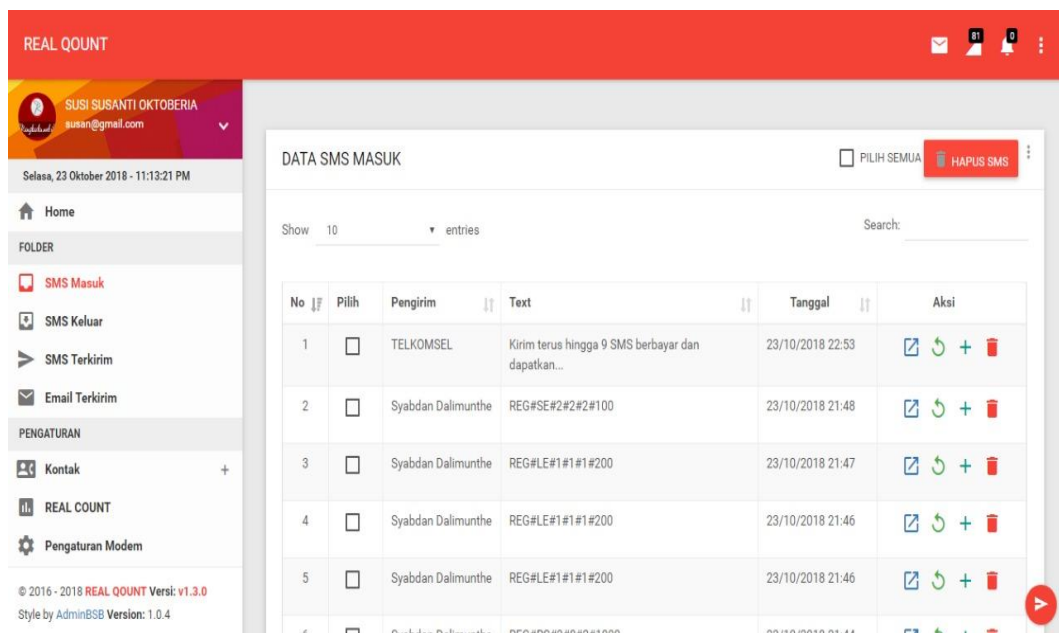 REAL QOUNT
81
0
SUSI SUSANTI OKTOBERIA
susan@gmail.com
Selasa, 23 Oktober 2018 - 11:13:21 PM
Home
FOLDER
SMS Masuk
SMS Keluar
SMS Terkirim
Email Terkirim
PENGATURAN
Kontak +
REAL COUNT
Pengaturan Modem
© 2016 - 2018 REAL QOUNT Versi: v1.3.0
Style by AdminBSB Version: 1.0.4
DATA SMS MASUK
PILIH SEMUA HAPUS SMS
Show 10 entries
Search:
No Pilih Pengirim Text Tanggal Aksi
1 TELKOMSEL Kirim terus hingga 9 SMS berbayar dan 23/10/2018 22:53
dapatkan...
2 Syabdan Dalimunthe REG#SE#2#2#2#100 23/10/2018 21:48
3 Syabdan Dalimunthe REG#LE#1#1#1#200 23/10/2018 21:47
4 Syabdan Dalimunthe REG#LE#1#1#1#200 23/10/2018 21:46
5 Syabdan Dalimunthe REG#LE#1#1#1#200 23/10/2018 21:46